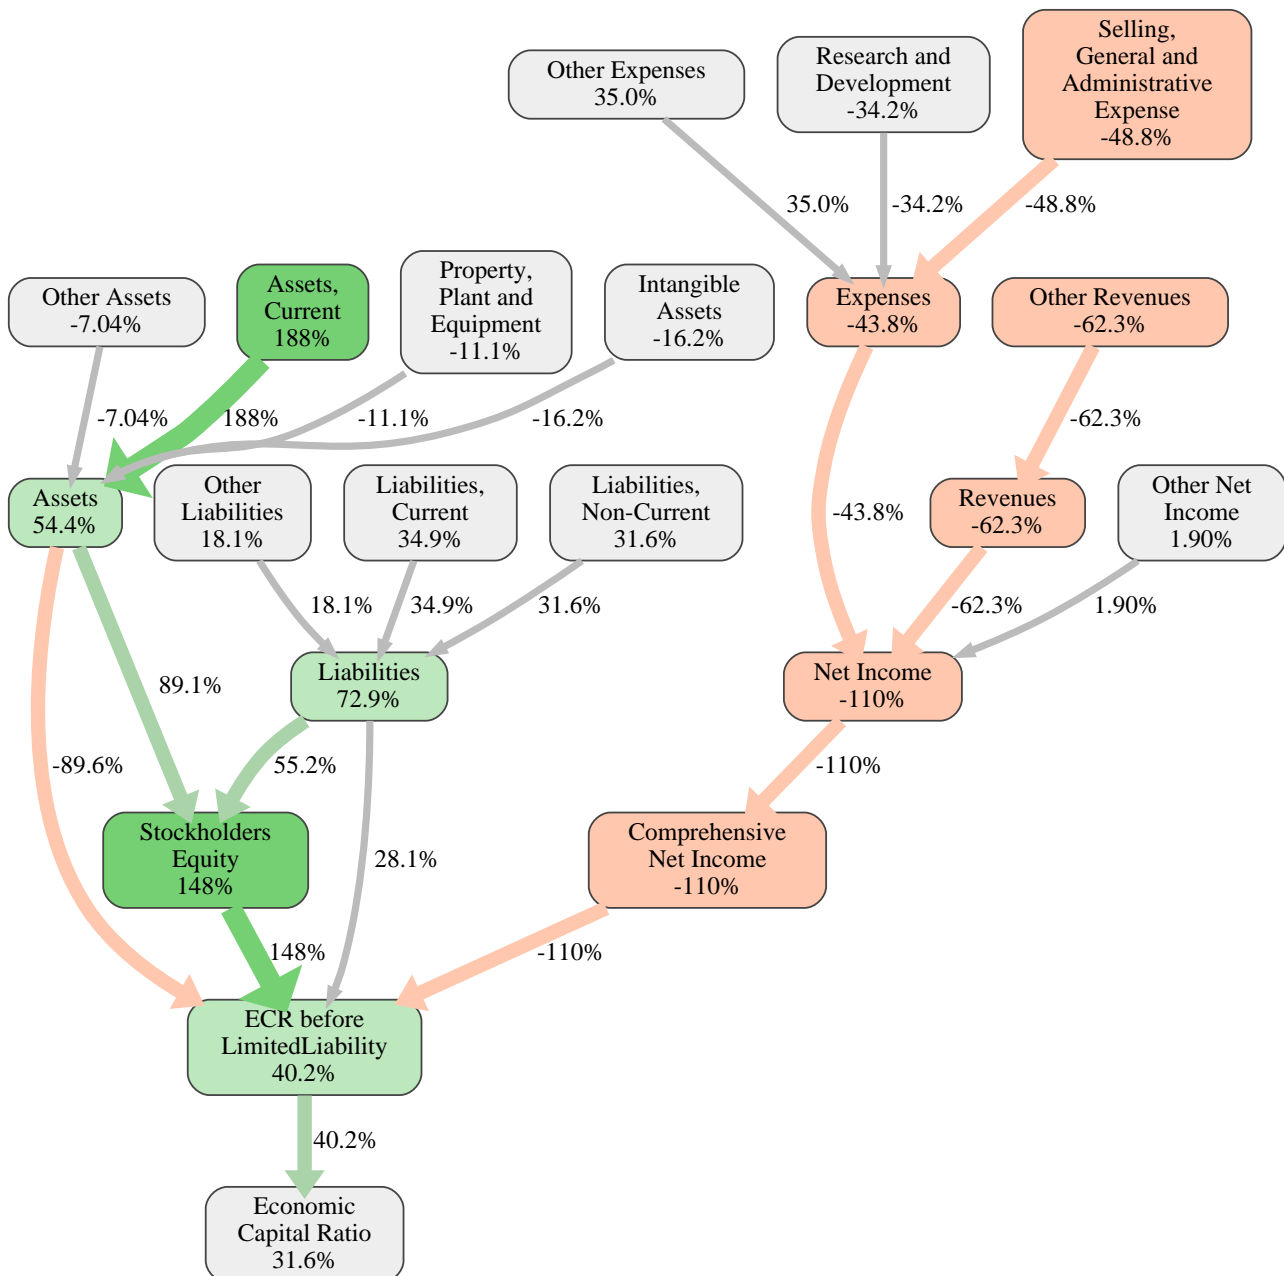 Selling,
General and
Administrative
Expense
-48.8%
Other Expenses
35.0%
Research and
Development
-34.2%
35.0%
-34.2%
-48.8%
Other Assets
-7.04%
Assets,
Current
188%
Property,
Plant and
Equipment
-11.1%
Intangible
Assets
-16.2%
Expenses
-43.8%
Other Revenues
-62.3%
-7.04%
188%
-11.1%
-16.2%
-62.3%
Assets
54.4%
Other
Liabilities
18.1%
Liabilities,
Current
34.9%
Liabilities,
Non-Current
31.6%
-43.8%
Revenues
-62.3%
Other Net
Income
1.90%
18.1%
34.9%
31.6%
-62.3%
1.90%
Liabilities
72.9%
Net Income
-110%
89.1%
-89.6%
55.2%
-110%
Stockholders
Equity
148%
28.1%
Comprehensive
Net Income
-110%
148%
-110%
ECR before
LimitedLiability
40.2%
40.2%
Economic
Capital Ratio
31.6%